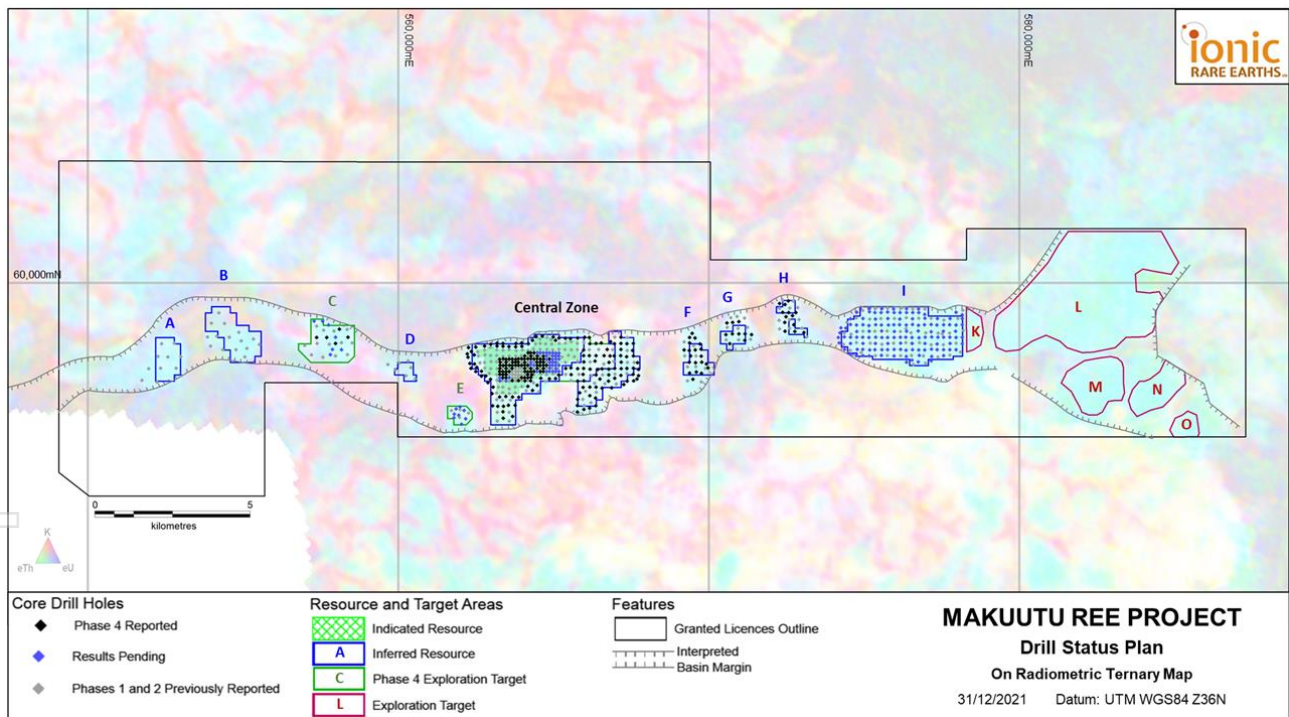 560,000mE
580,000mE
ionic
RARE EARTHS
60,000mN
A
B
C
D
E
Central Zone
F
G
H
I
K
L
M
N
O
0 5
kilometres
K
eTh eU
Core Drill Holes
Phase 4 Reported
Results Pending
Phases 1 and 2 Previously Reported
Resource and Target Areas
Indicated Resource
A Inferred Resource
C Phase 4 Exploration Target
L Exploration Target
Features
Granted Licences Outline
Interpreted
Basin Margin
MAKUUTU REE PROJECT
Drill Status Plan
On Radiometric Ternary Map
31/12/2021 Datum: UTM WGS84 Z36N